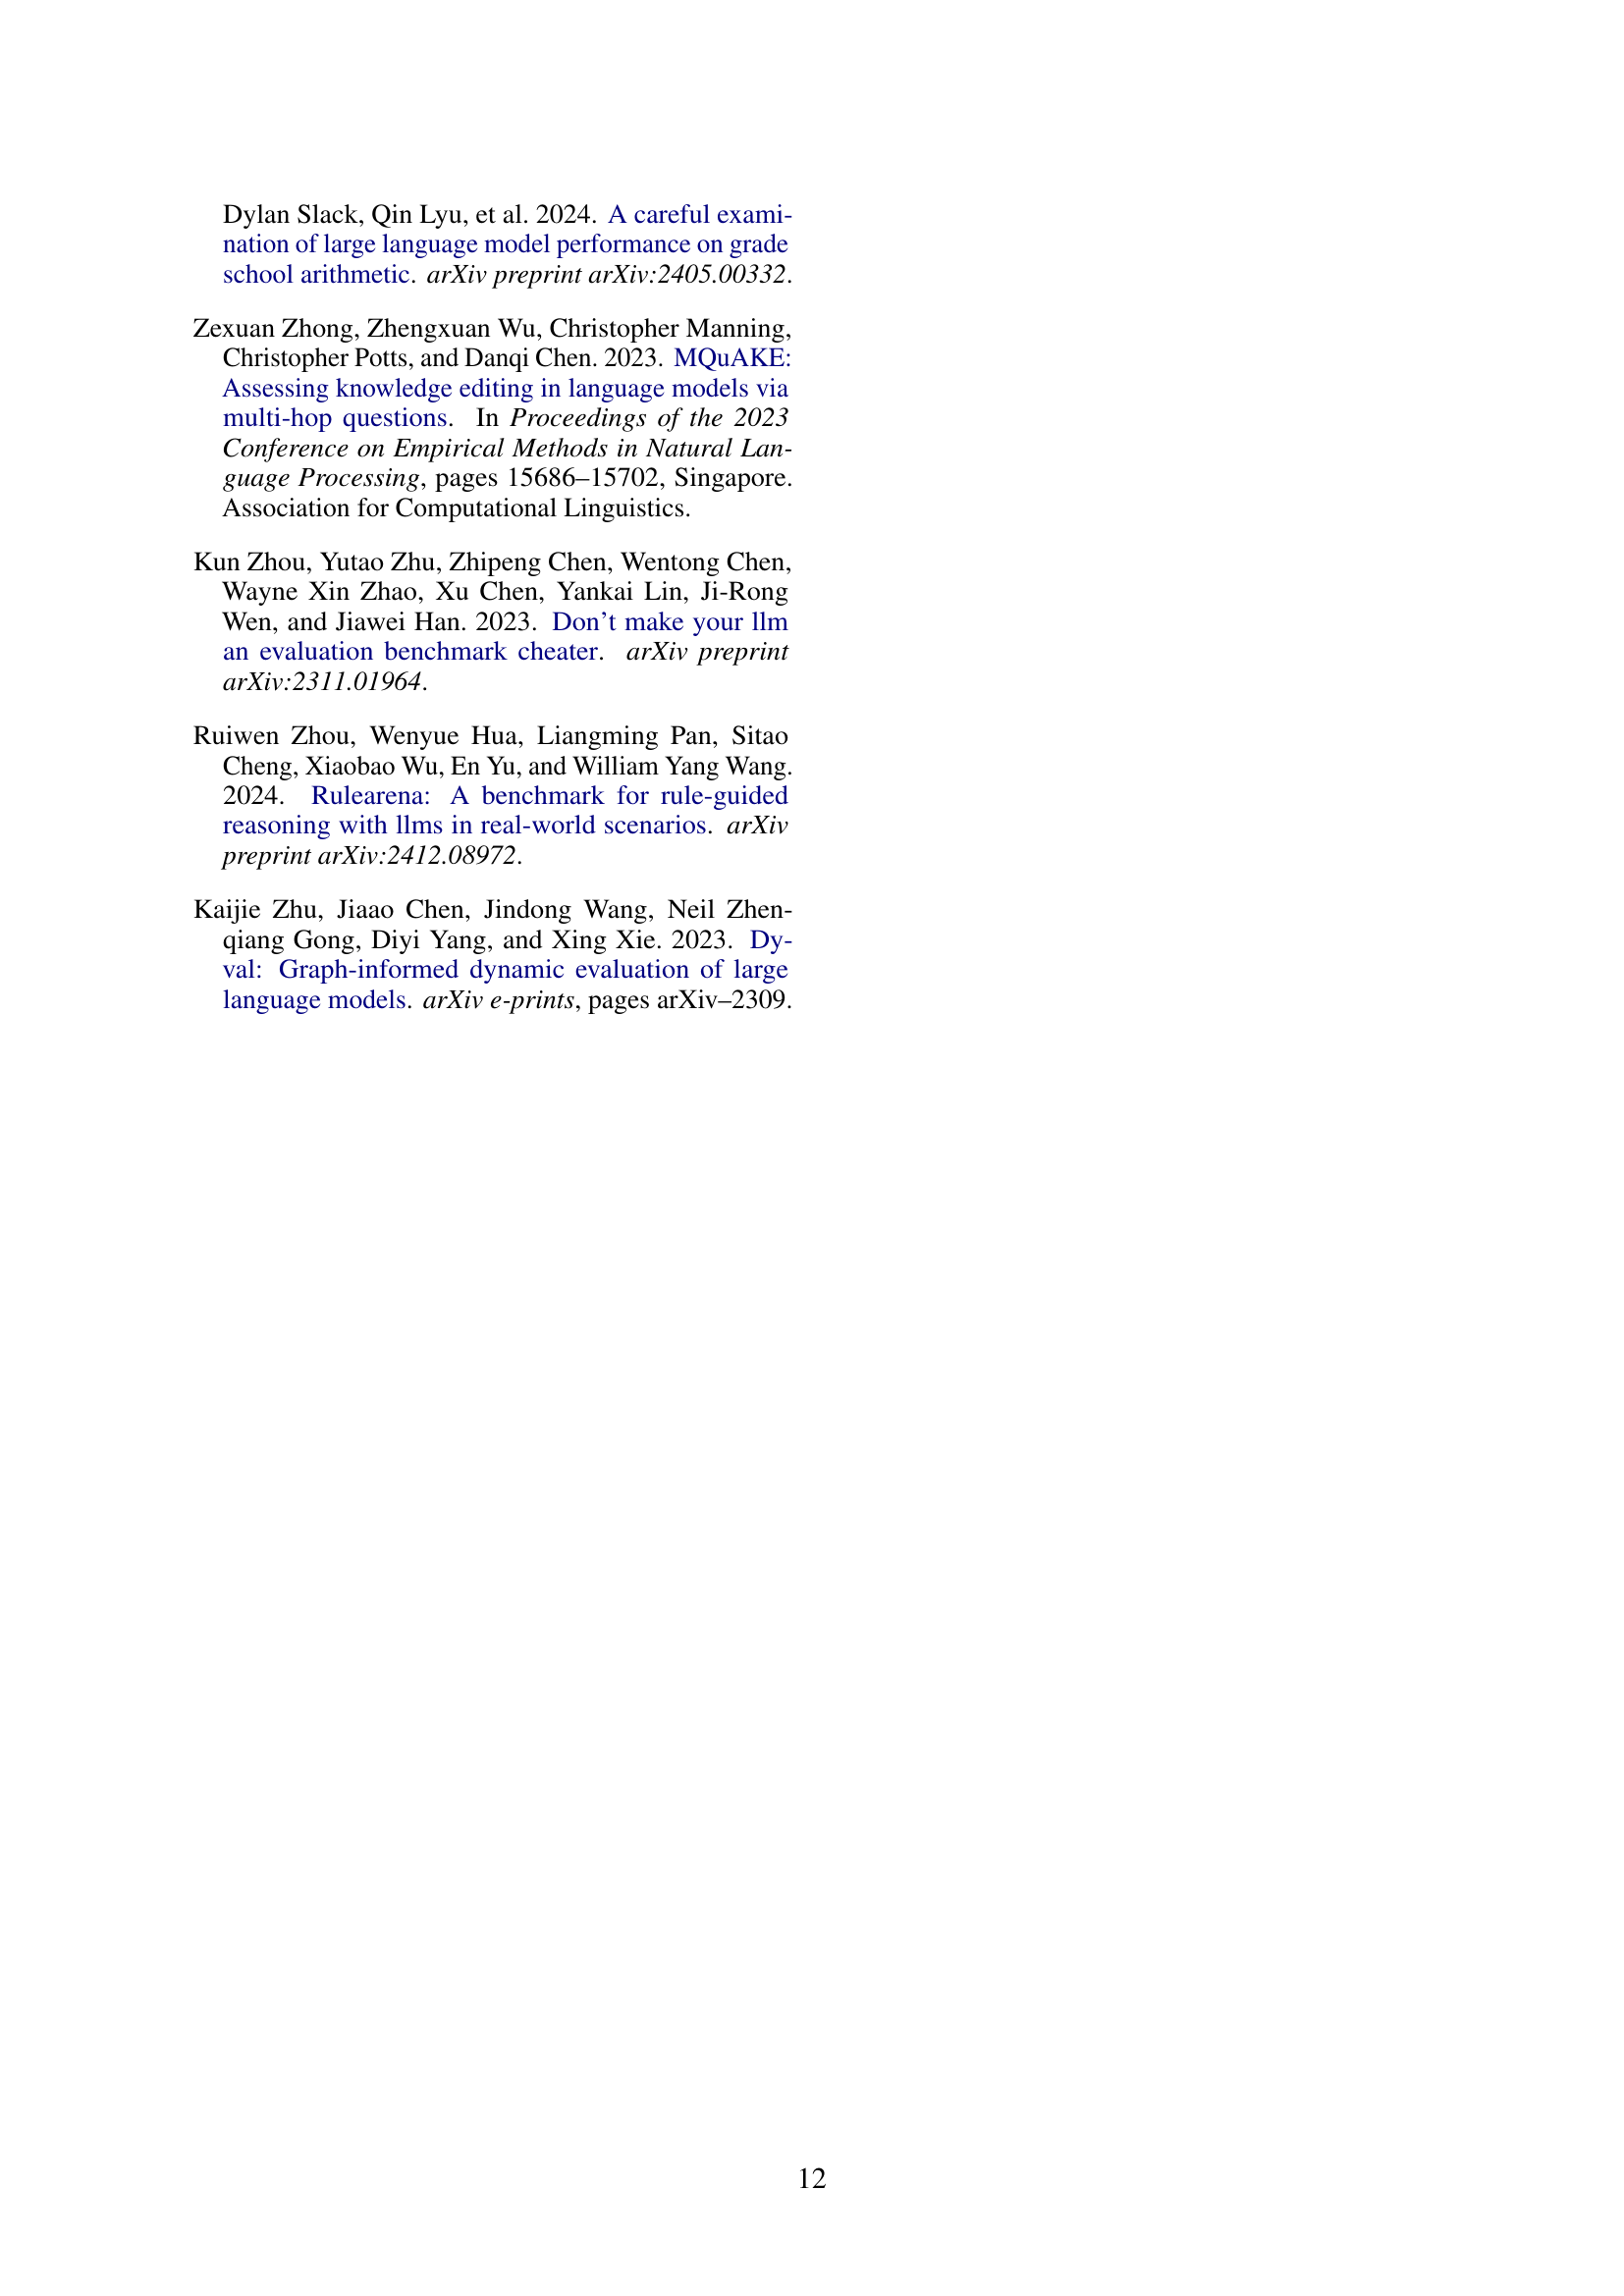 Dylan Slack, Qin Lyu, et al. 2024. A careful exami-
nation of large language model performance on grade
school arithmetic. arXiv preprint arXiv:2405.00332.
Zexuan Zhong, Zhengxuan Wu, Christopher Manning,
Christopher Potts, and Danqi Chen. 2023. MQuAKE:
Assessing knowledge editing in language models via
multi-hop questions. In Proceedings of the 2023
Conference on Empirical Methods in Natural Lan-
guage Processing, pages 15686–15702, Singapore.
Association for Computational Linguistics.
Kun Zhou, Yutao Zhu, Zhipeng Chen, Wentong Chen,
Wayne Xin Zhao, Xu Chen, Yankai Lin, Ji-Rong
Wen, and Jiawei Han. 2023. Don’t make your llm
an evaluation benchmark cheater. arXiv preprint
arXiv:2311.01964.
Ruiwen Zhou, Wenyue Hua, Liangming Pan, Sitao
Cheng, Xiaobao Wu, En Yu, and William Yang Wang.
2024. Rulearena: A benchmark for rule-guided
reasoning with llms in real-world scenarios. arXiv
preprint arXiv:2412.08972.
Kaijie Zhu, Jiaao Chen, Jindong Wang, Neil Zhen-
qiang Gong, Diyi Yang, and Xing Xie. 2023. Dy-
val: Graph-informed dynamic evaluation of large
language models. arXiv e-prints, pages arXiv–2309.
12